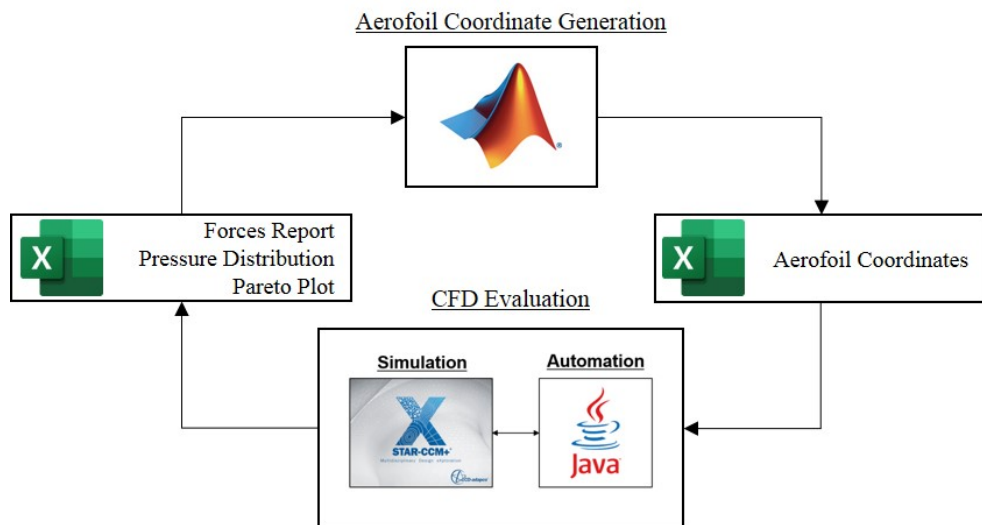 Aerofoil Coordinate Generation
Forces Report
Pressure Distribution
Pareto Plot
X
Aerofoil Coordinates
X
CFD Evaluation
Simulation
STAR-CCM+
Automation
Java